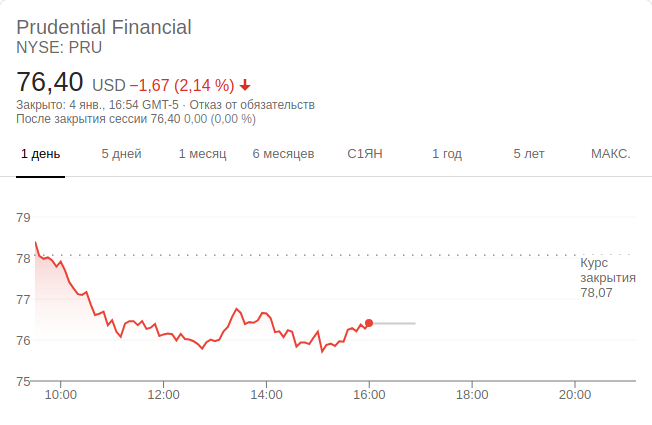 Prudential Financial
NYSE: PRU
76,40 USD −1,67 (2,14 %)
Закрыто: 4 янв., 16:54 GMT-5 · Отказ от обязательств
После закрытия сессии 76,40 0,00 (0,00 %)
1 день 5 дней 1 месяц 6 месяцев С1ЯН 1 год 5 лет МАКС.
79
78
Курс
закрытия
78,07
77
76
75
10:00 12:00 14:00 16:00 18:00 20:00